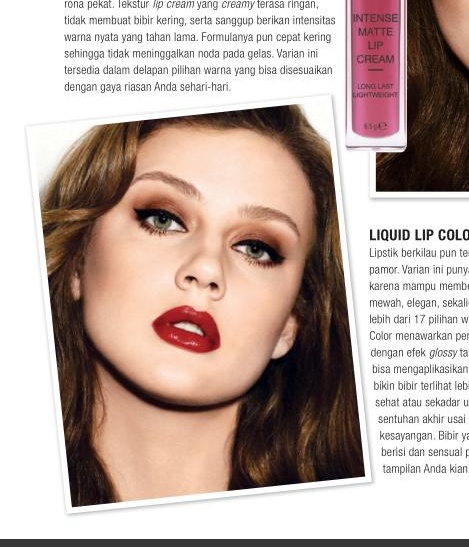 rona pekat. Tekstur lip cream yang creamy terasa ringan,
tidak membuat bibir kering, serta sanggup berikan intensitas
warna nyata yang tahan lama. Formulanya pun cepat kering
sehingga tidak meninggalkan noda pada gelas. Varian ini
tersedia dalam delapan pilihan warna yang bisa disesuaikan
dengan gaya riasan Anda sehari-hari.
INTENSE
MATTE
LIP
CREAM
LONG LAST
LIGHTWEIGHT
6.5 g
LIQUID LIP COLO
Lipstik berkilau pun te
pamor. Varian ini puny
karena mampu membe
mewah, elegan, sekali
lebih dari 17 pilihan w
Color menawarkan per
dengan efek glossy ta
bisa mengaplikasikan
bikin bibir terlihat leb
sehat atau sekadar u
sentuhan akhir usai
kesayangan. Bibir ya
berisi dan sensual p
tampilan Anda kian